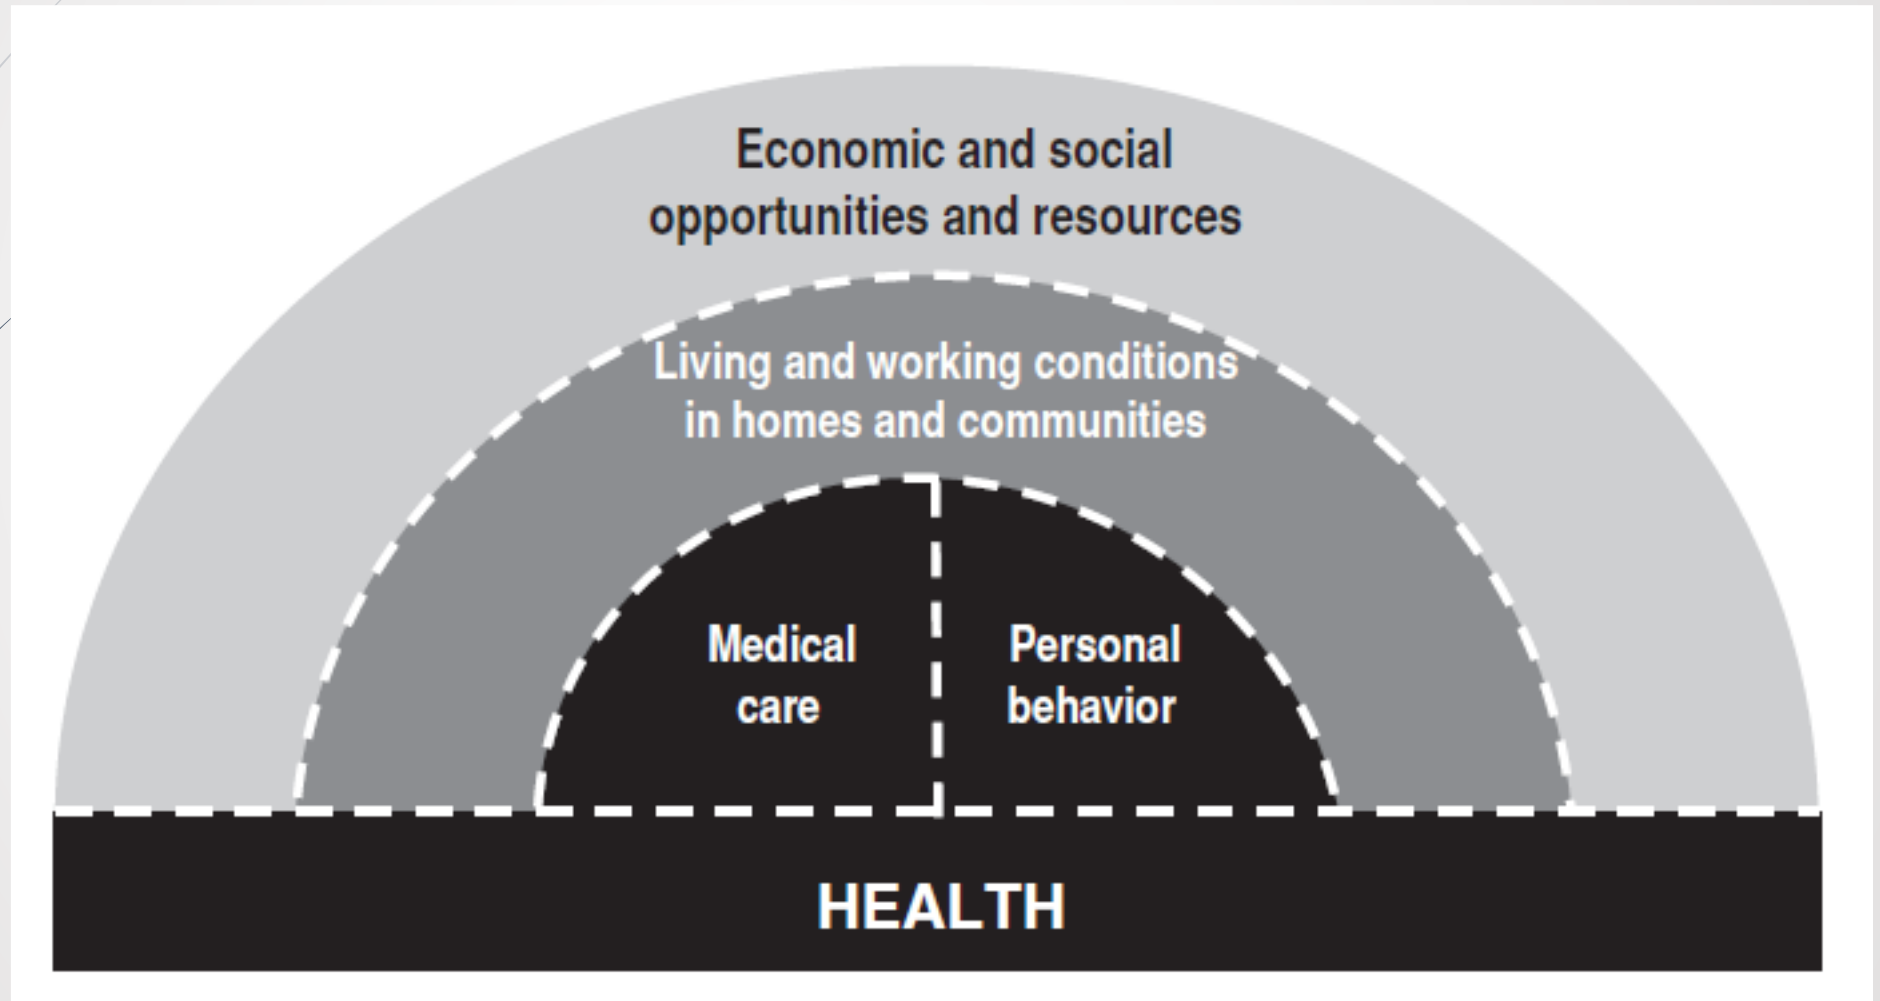 Economic and social
opportunities and resources
Living and working conditions
in homes and communities
Medical
care
Personal
behavior
HEALTH